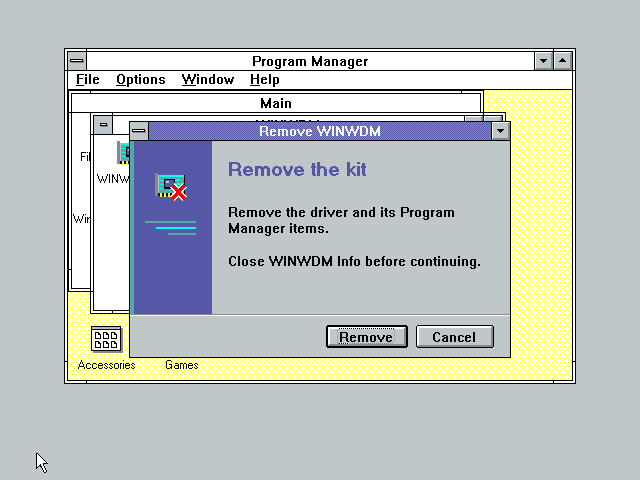 Program Manager
File Options Window Help
Main
Remove WINWDM
Remove the kit
Remove the driver and its Program
Manager items.
Close WINWDM Info before continuing.
Remove Cancel
Accessories Games